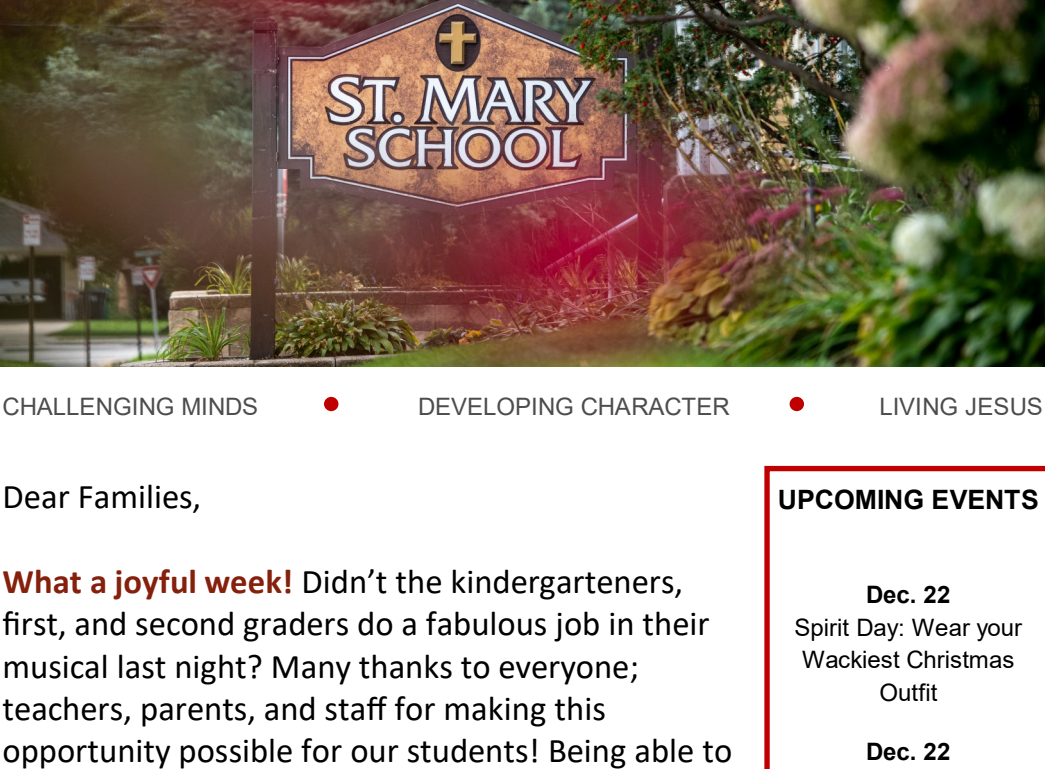 ST. MARY
SCHOOL
CHALLENGING MINDS • DEVELOPING CHARACTER • LIVING JESUS
Dear Families,
What a joyful week! Didn’t the kindergarteners,
first, and second graders do a fabulous job in their
musical last night? Many thanks to everyone;
teachers, parents, and staff for making this
opportunity possible for our students! Being able to
UPCOMING EVENTS
Dec. 22
Spirit Day: Wear your
Wackiest Christmas
Outfit
Dec. 22